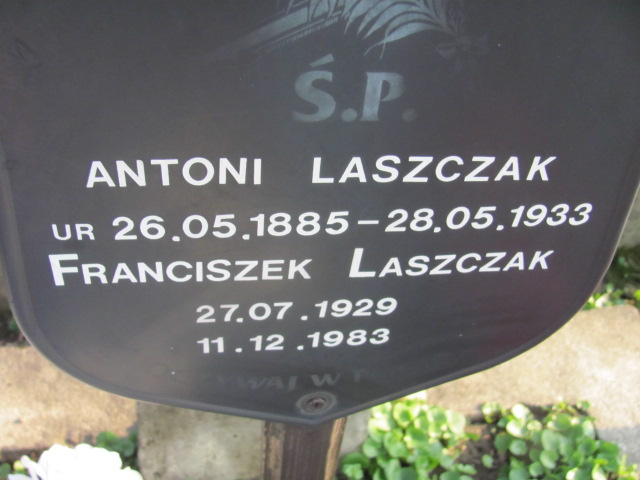 Ś.P.
ANTONI LASZCZAK
UR 26.05.1885-28.05.1933
FRANCISZEK LASZCZAK
27.07.1929
11.12.1983